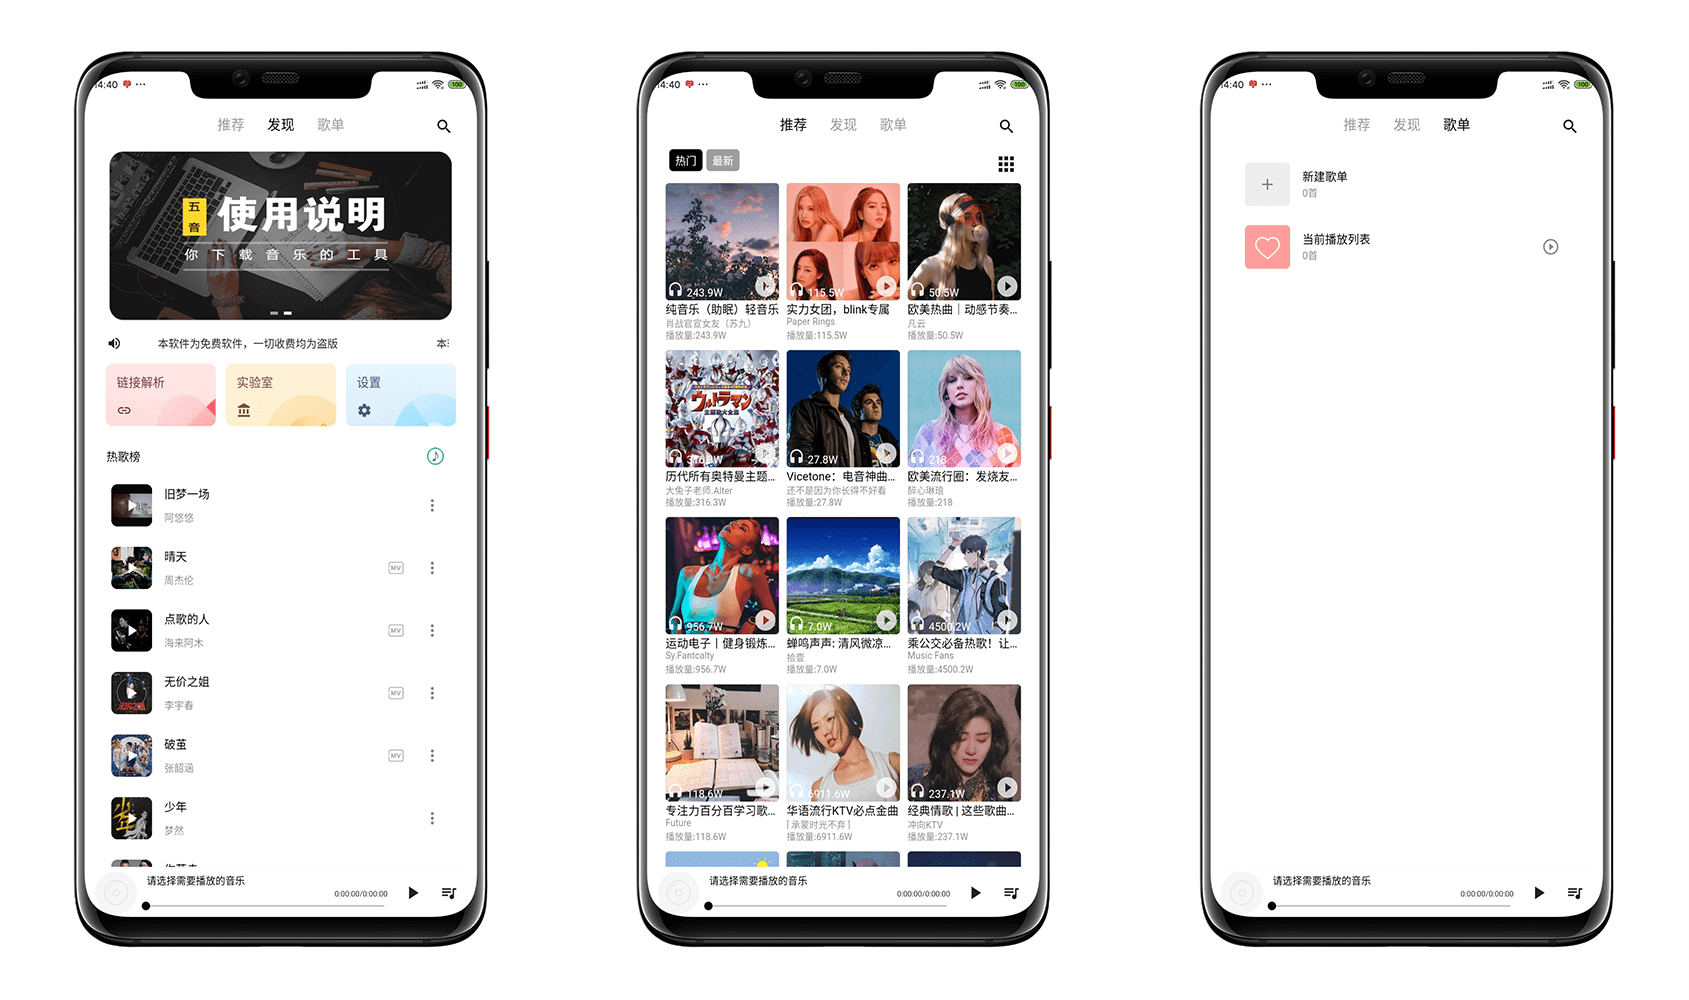 14:40
100
推荐 发现 歌单
五音
使用说明
你下载音乐的工具
本软件为免费软件，一切收费均为盗版
链接解析 实验室 设置
热歌榜
旧梦一场
阿悠悠
晴天
周杰伦
MV
点歌的人
海来阿木
MV
无价之姐
李宇春
MV
破茧
张韶涵
MV
少年
梦然
请选择需要播放的音乐
0:00:00/0:00:00
14:40
100
推荐 发现 歌单
热门 最新
243.9W 115.5W 50.5W
纯音乐（助眠）轻音乐 实力女团，blink专属 欧美热曲｜动感节奏...
肖战官宣女友（苏九） Paper Rings 凡云
播放量:243.9W 播放量:115.5W 播放量:50.5W
ウルトラマン
316.3W 27.8W 218
历代所有奥特曼主题... Vicetone：电音神曲... 欧美流行圈：发烧友...
大兔子老师.Alter 还不是因为你长得不好看 醉心琳琅
播放量:316.3W 播放量:27.8W 播放量:218
956.7W 7.0W 4500.2W
运动电子丨健身锻炼... 蝉鸣声声: 清风微凉... 乘公交必备热歌！让...
Sy.Fantcalty 拾壹 Music Fans
播放量:956.7W 播放量:7.0W 播放量:4500.2W
118.6W 6911.6W 237.1W
专注力百分百学习歌... 华语流行KTV必点金曲 经典情歌 | 这些歌曲...
Future [ 承蒙时光不弃 ] 冲向KTV
播放量:118.6W 播放量:6911.6W 播放量:237.1W
请选择需要播放的音乐
0:00:00/0:00:00
14:40
100
推荐 发现 歌单
新建歌单
0首
当前播放列表
0首
请选择需要播放的音乐
0:00:00/0:00:00